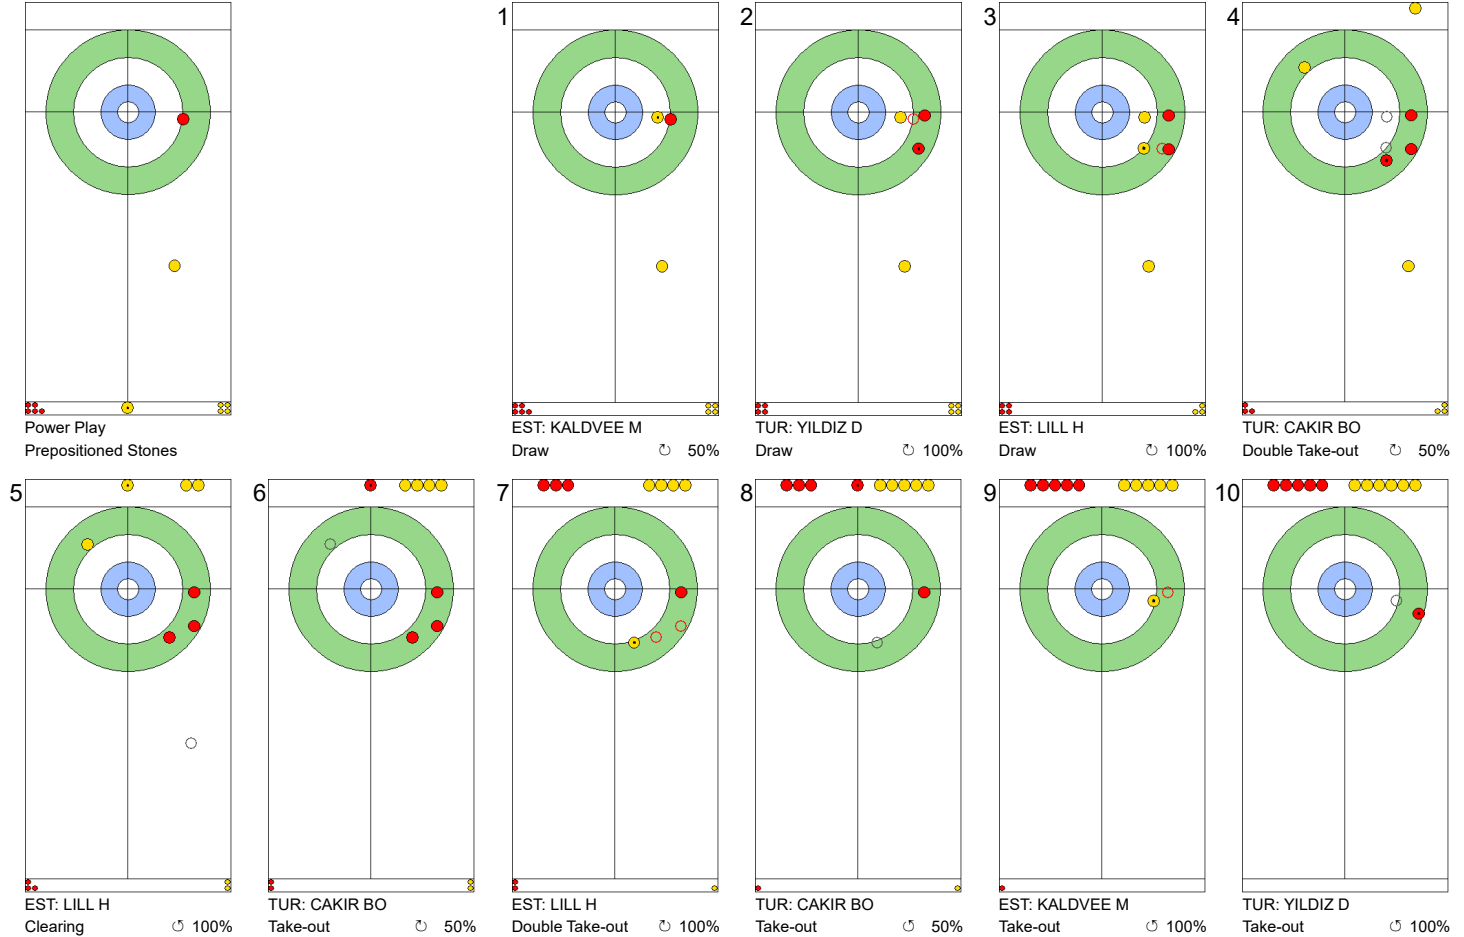 Power Play
Prepositioned Stones
1
EST: KALDVEE M
Draw 50%
2
TUR: YILDIZ D
Draw 100%
3
EST: LILL H
Draw 100%
4
TUR: CAKIR BO
Double Take-out 50%
5
EST: LILL H
Clearing 100%
6
TUR: CAKIR BO
Take-out 50%
7
EST: LILL H
Double Take-out 100%
8
TUR: CAKIR BO
Take-out 50%
9
EST: KALDVEE M
Take-out 100%
10
TUR: YILDIZ D
Take-out 100%